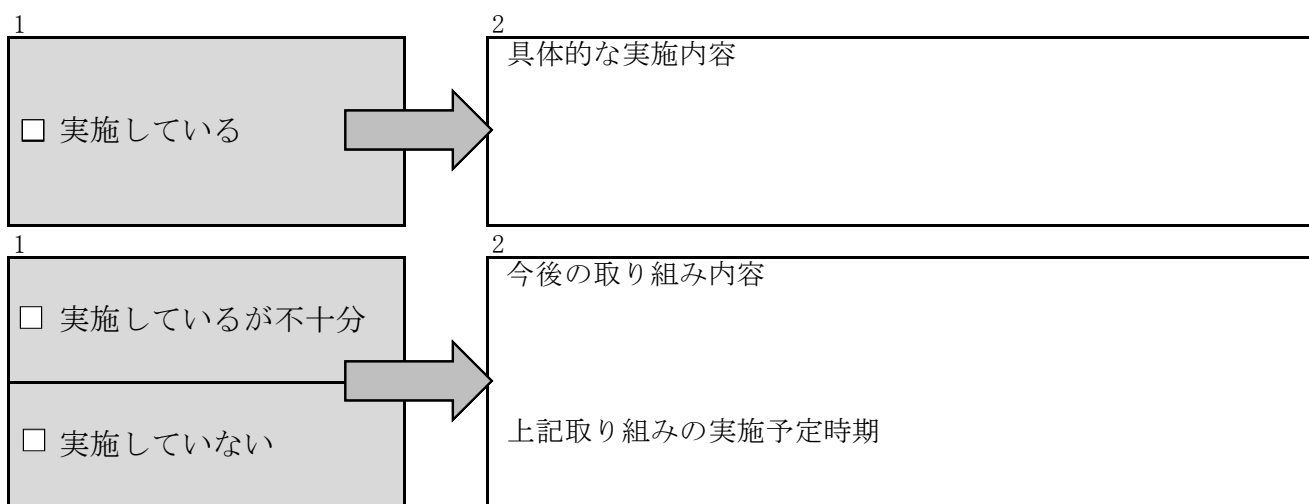 1
2
□ 実施している
具体的な実施内容
1
2
□ 実施しているが不十分
□ 実施していない
今後の取り組み内容
上記取り組みの実施予定時期